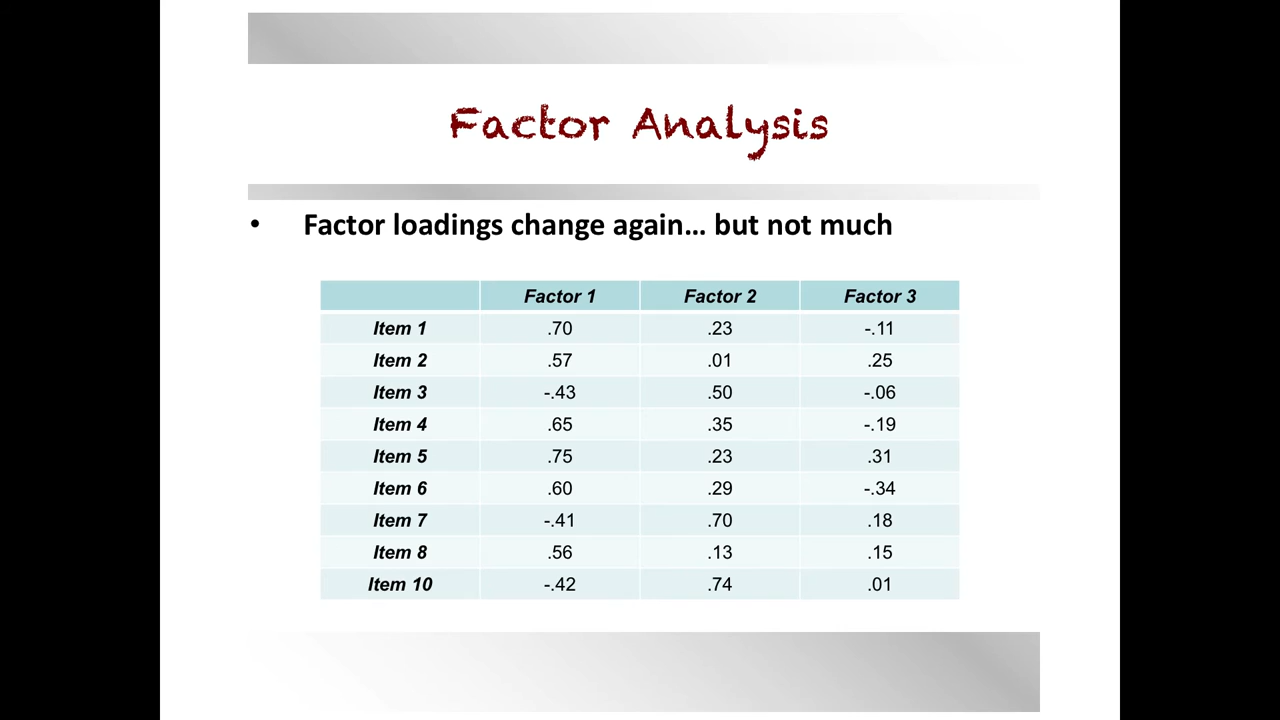 Factor Analysis
• Factor loadings change again... but not much
Factor 1 Factor 2 Factor 3
Item 1 .70 .23 -.11
Item 2 .57 .01 .25
Item 3 -.43 .50 -.06
Item 4 .65 .35 -.19
Item 5 .75 .23 .31
Item 6 .60 .29 -.34
Item 7 -.41 .70 .18
Item 8 .56 .13 .15
Item 10 -.42 .74 .01